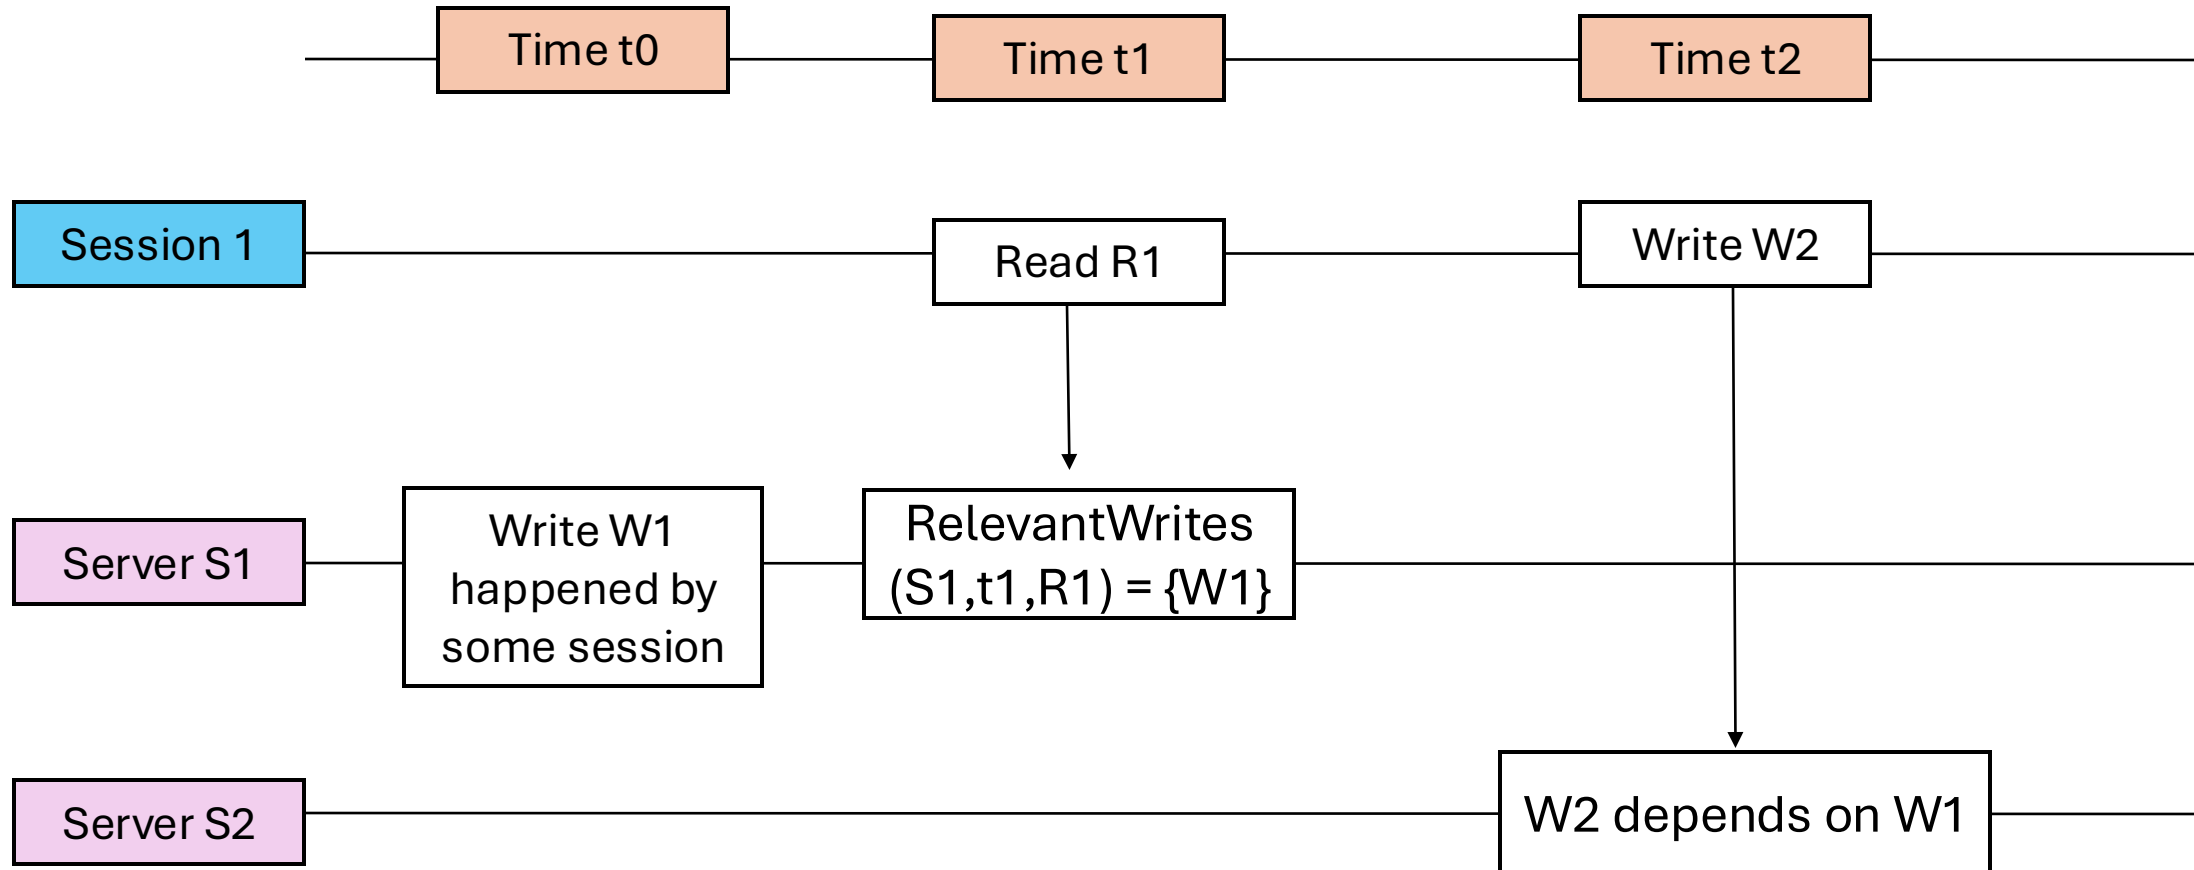 Time t0
Time t1
Time t2
Session 1
Read R1
Write W2
Server S1
Write W1
happened by
some session
RelevantWrites
(S1,t1,R1) = {W1}
Server S2
W2 depends on W1